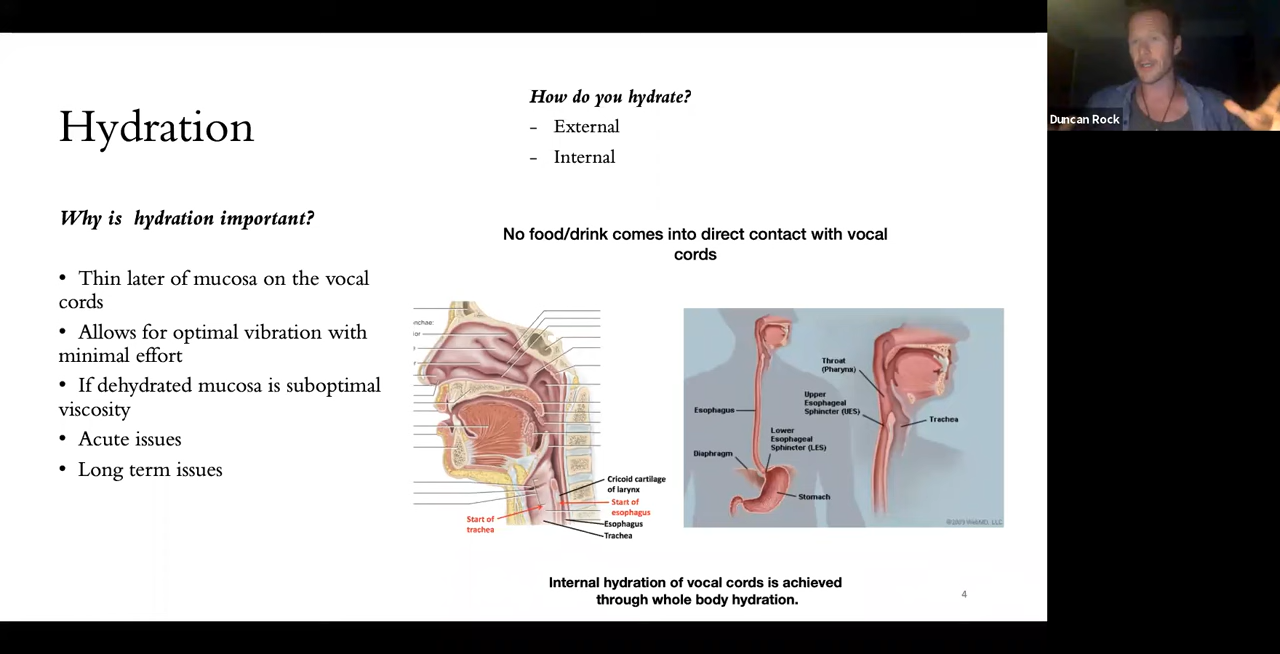 Hydration
Why is hydration important?
• Thin later of mucosa on the vocal
cords
• Allows for optimal vibration with
minimal effort
• If dehydrated mucosa is suboptimal
viscosity
• Acute issues
• Long term issues
How do you hydrate?
- External
- Internal
No food/drink comes into direct contact with vocal
cords
nchae:
ior
Cricoid cartilage
of larynx
Start of
esophagus
Esophagus
Trachea
Start of
trachea
Throat
(Pharynx)
Upper
Esophageal
Sphincter (UES)
Trachea
Esophagus
Lower
Esophageal
Sphincter (LES)
Diaphragm
Stomach
Internal hydration of vocal cords is achieved
through whole body hydration.
4
Duncan Rock